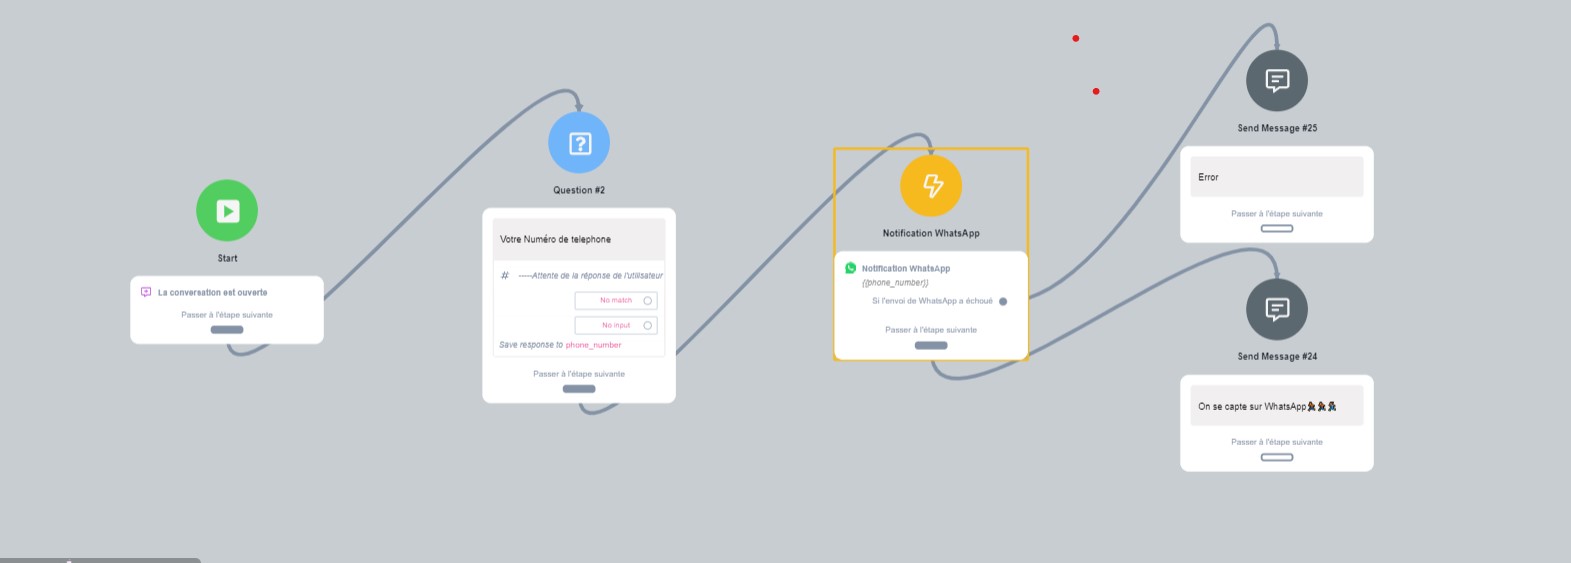 Start
La conversation est ouverte
Passer à l'étape suivante
Question #2
Votre Numéro de telephone
# -----Attente de la réponse de l'utilisateur
No match
No input
Save response to phone_number
Passer à l'étape suivante
Notification WhatsApp
Notification WhatsApp
{{phone_number}}
Si l'envoi de WhatsApp a échoué
Passer à l'étape suivante
Send Message #25
Error
Passer à l'étape suivante
Send Message #24
On se capte sur WhatsApp
Passer à l'étape suivante